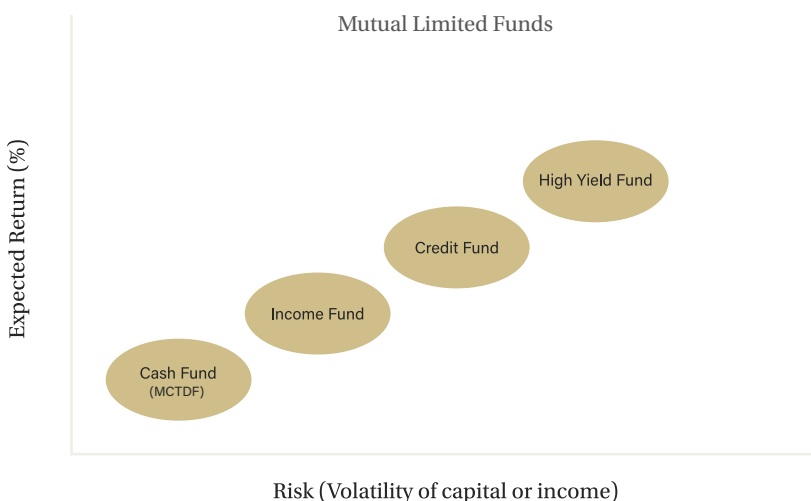 Mutual Limited Funds
Expected Return (%)
High Yield Fund
Credit Fund
Income Fund
Cash Fund
(MCTDF)
Risk (Volatility of capital or income)